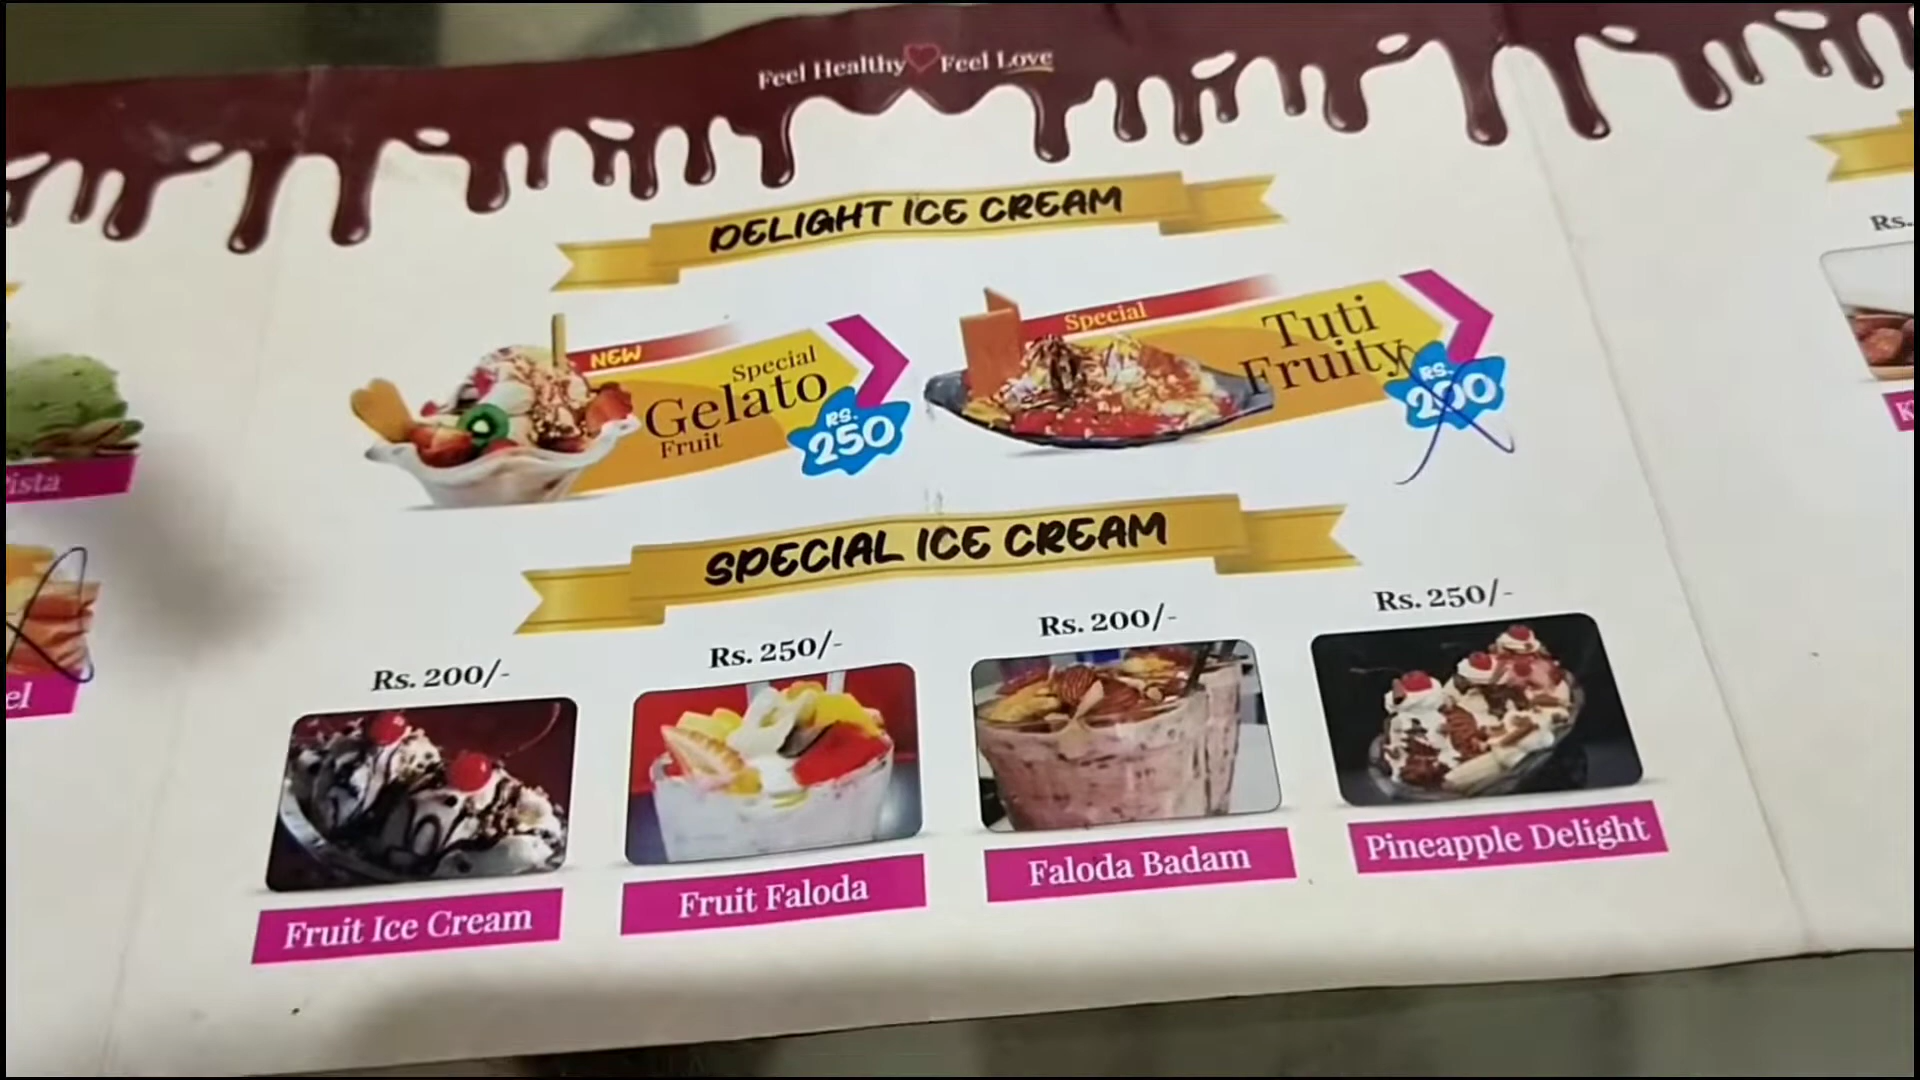 Feel Healthy Feel Love
DELIGHT ICE CREAM
NEW
Special
Gelato
Fruit
RS.
250
Special
Tuti
Fruity
RS.
200
SPECIAL ICE CREAM
Rs. 200/-
Rs. 250/-
Rs. 200/-
Rs. 250/-
Fruit Ice Cream
Fruit Faloda
Faloda Badam
Pineapple Delight
Rs.